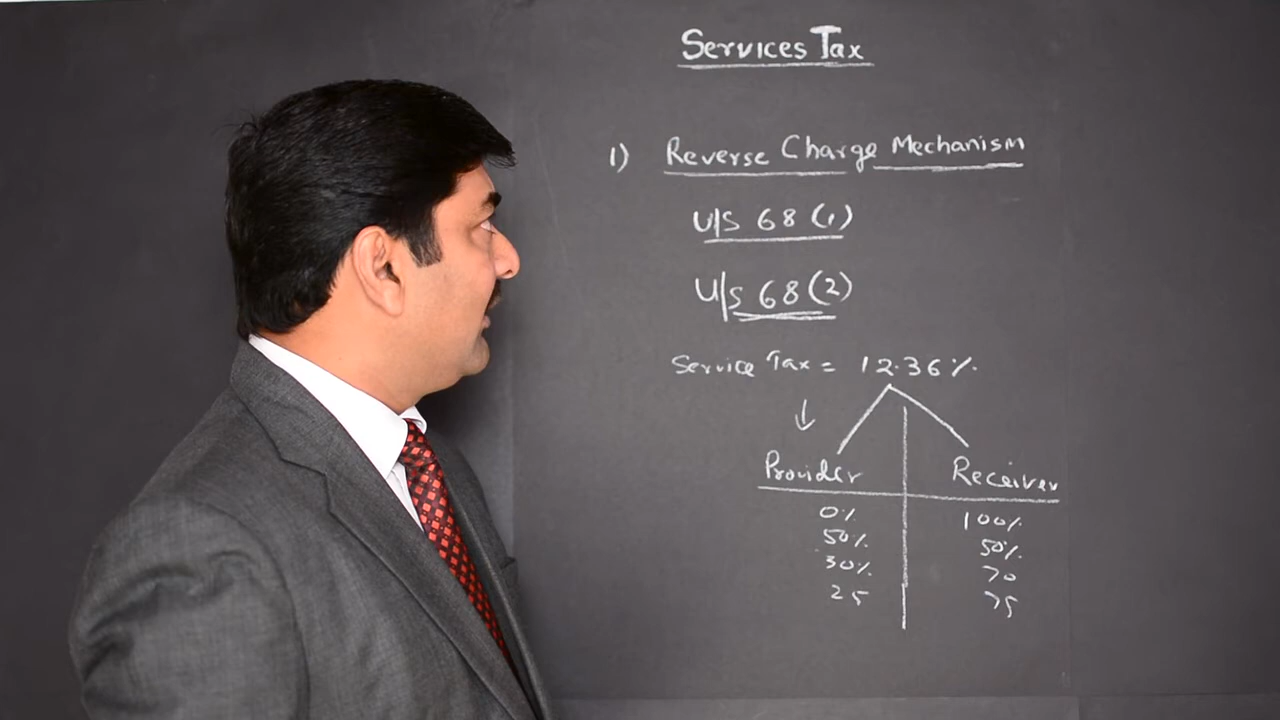 Services Tax
1) Reverse Charge Mechanism
U/S 68 (1)
U/S 68 (2)
Service Tax = 12.36%
↓
Provider Receiver
0% 100%
50% 50%
30% 70
25 75